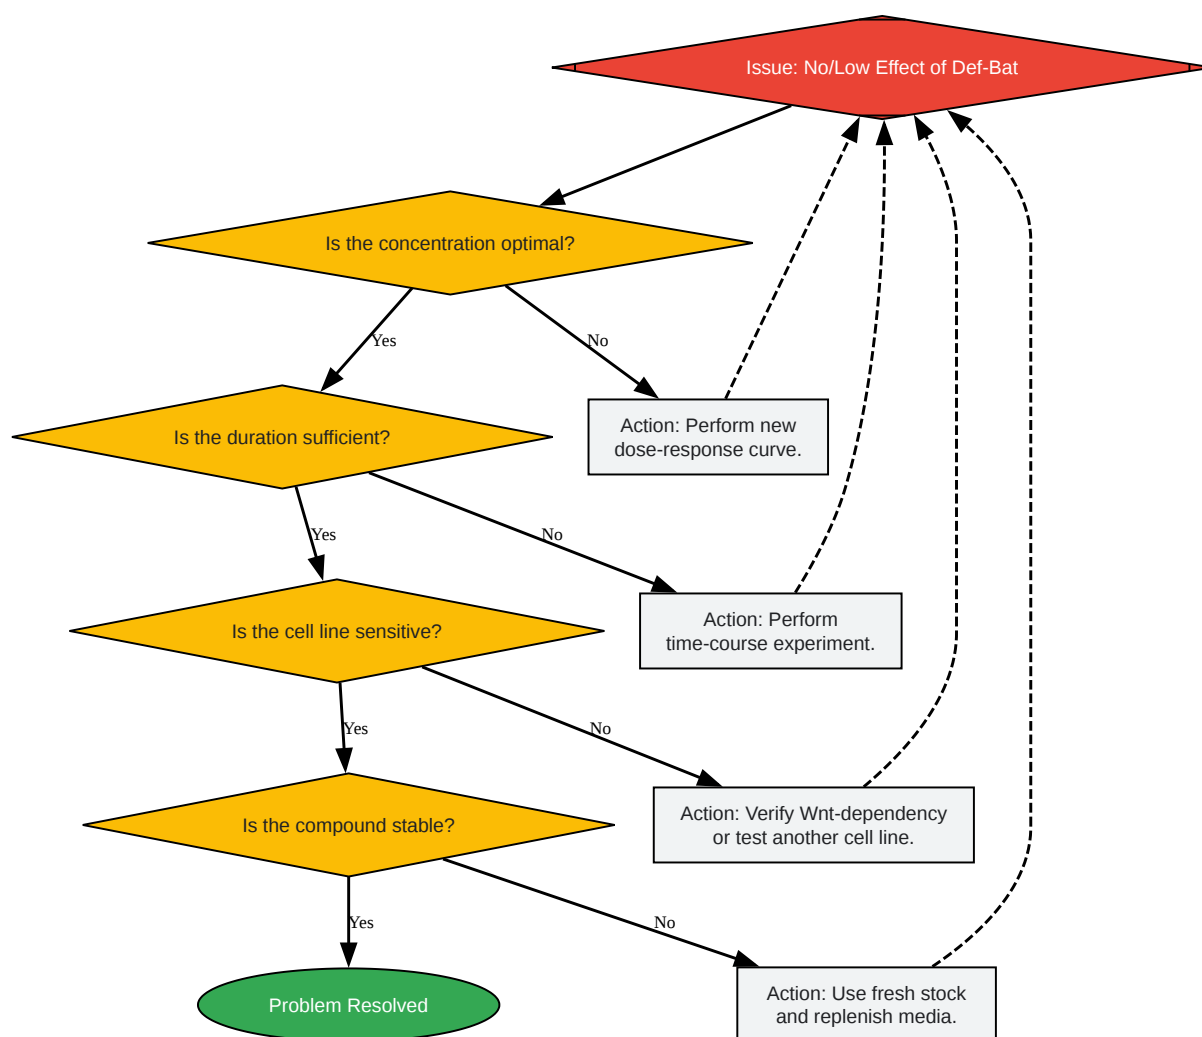 Issue: No/Low Effect of Def-Bat
Is the concentration optimal?
Yes
No
Action: Perform new
dose-response curve.
Is the duration sufficient?
Yes
No
Action: Perform
time-course experiment.
Is the cell line sensitive?
Yes
No
Action: Verify Wnt-dependency
or test another cell line.
Is the compound stable?
Yes
No
Problem Resolved
Action: Use fresh stock
and replenish media.